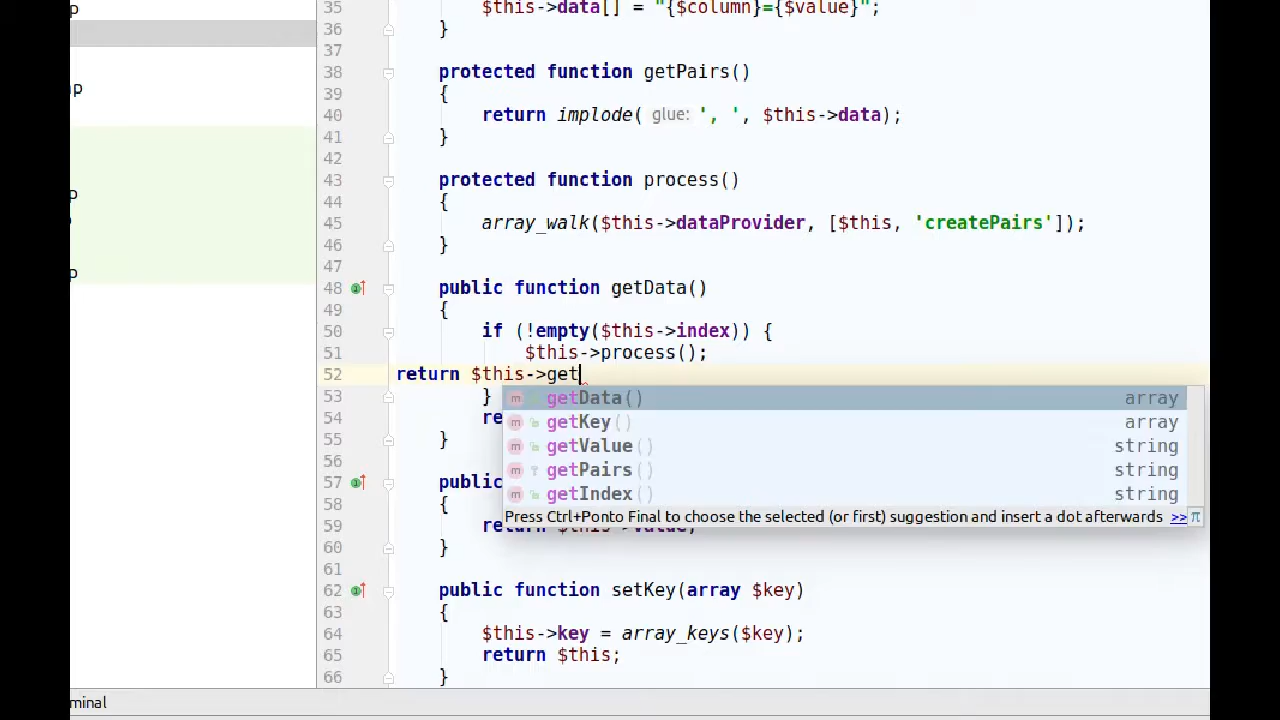 p
35 $this->data[] = "{$column}={$value}";
36 }
37
np
38 protected function getPairs()
39 {
40 return implode( glue: ', ', $this->data);
41 }
42
43 protected function process()
p
44 {
45 array_walk($this->dataProvider, [$this, 'createPairs']);
46 }
47
p
48 public function getData()
49 {
50 if (!empty($this->index)) {
51 $this->process();
52 return $this->get
53 }
getData() array
54 re
getKey() array
55 }
getValue() string
56
getPairs() string
57 public
getIndex() string
58 {
Press Ctrl+Ponto Final to choose the selected (or first) suggestion and insert a dot afterwards >> π
59 return $this->value;
60 }
61
62 public function setKey(array $key)
63 {
64 $this->key = array_keys($key);
65 return $this;
66 }
minal